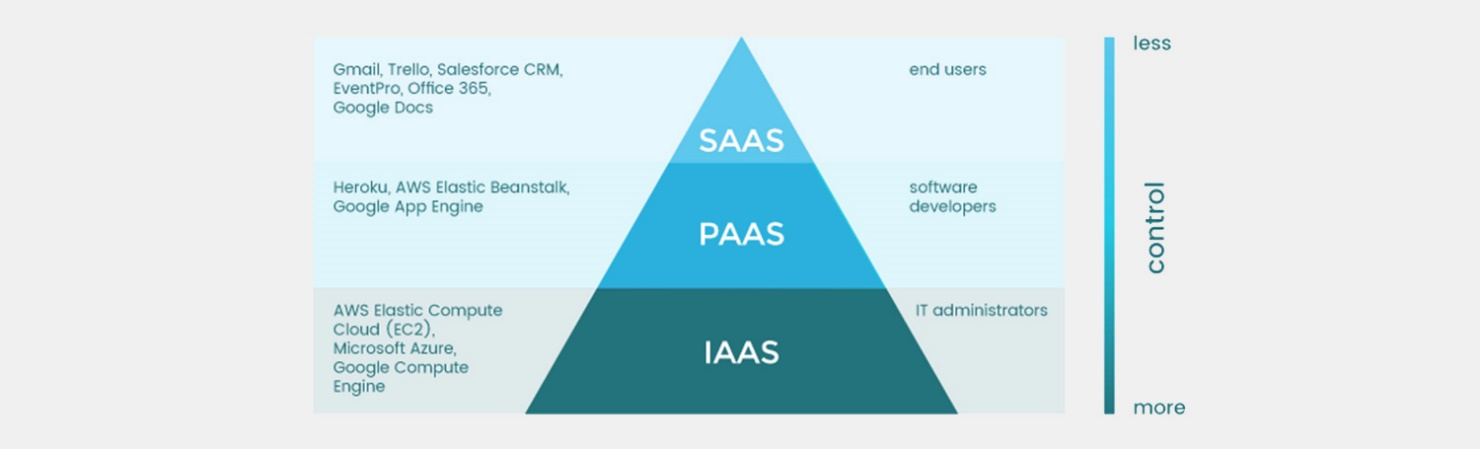 Gmail, Trello, Salesforce CRM,
EventPro, Office 365,
Google Docs
SAAS
end users
Heroku, AWS Elastic Beanstalk,
Google App Engine
PAAS
software
developers
AWS Elastic Compute
Cloud (EC2),
Microsoft Azure,
Google Compute
Engine
IAAS
IT administrators
less
control
more